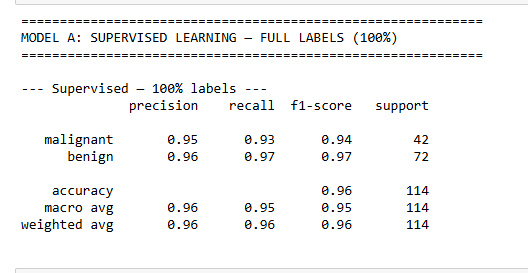 ============================================================
MODEL A: SUPERVISED LEARNING — FULL LABELS (100%)
============================================================
--- Supervised — 100% labels ---
precision recall f1-score support
malignant 0.95 0.93 0.94 42
benign 0.96 0.97 0.97 72
accuracy 0.96 114
macro avg 0.96 0.95 0.95 114
weighted avg 0.96 0.96 0.96 114